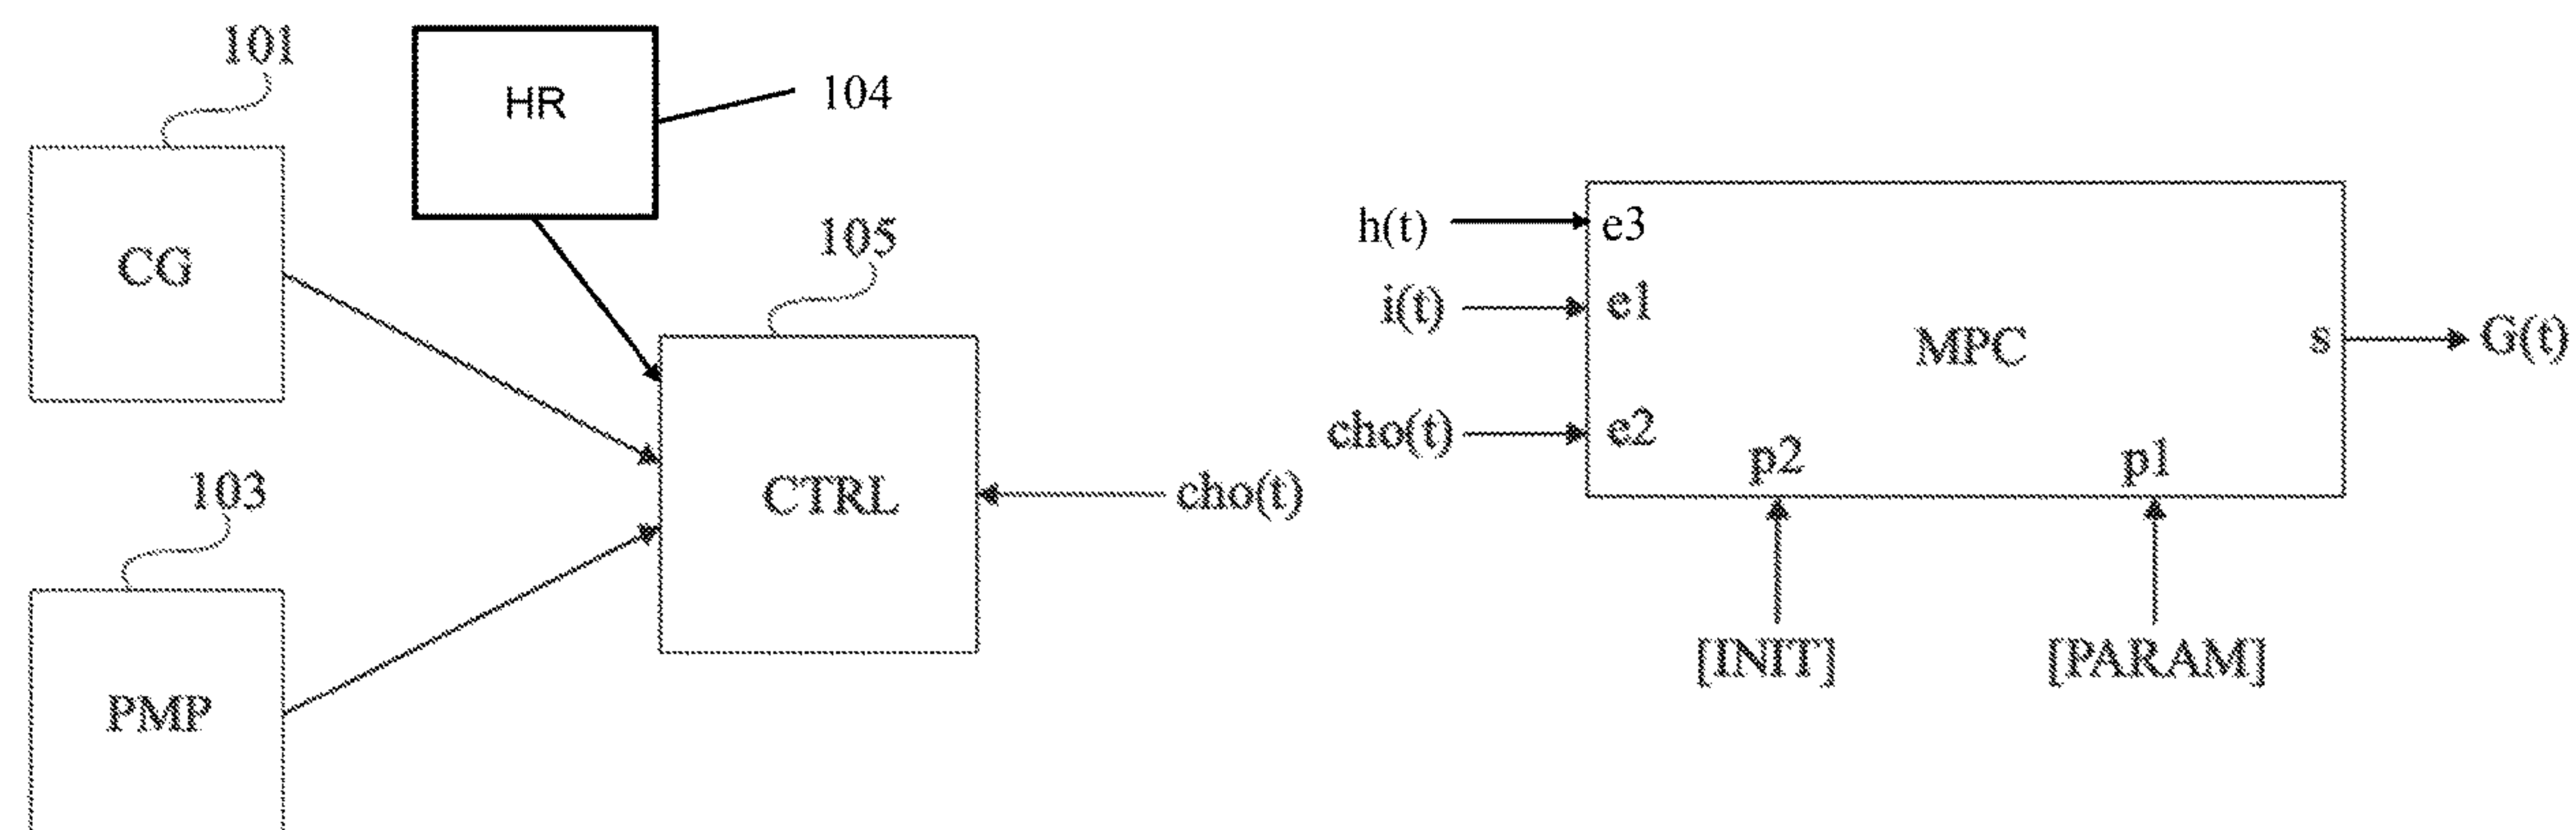 101
HR
104
CG
105
103
CTRL
cho(t)
PMP
h(t)
e3
i(t)
e1
MPC
s
G(t)
cho(t)
e2
p2
p1
[INIT]
[PARAM]